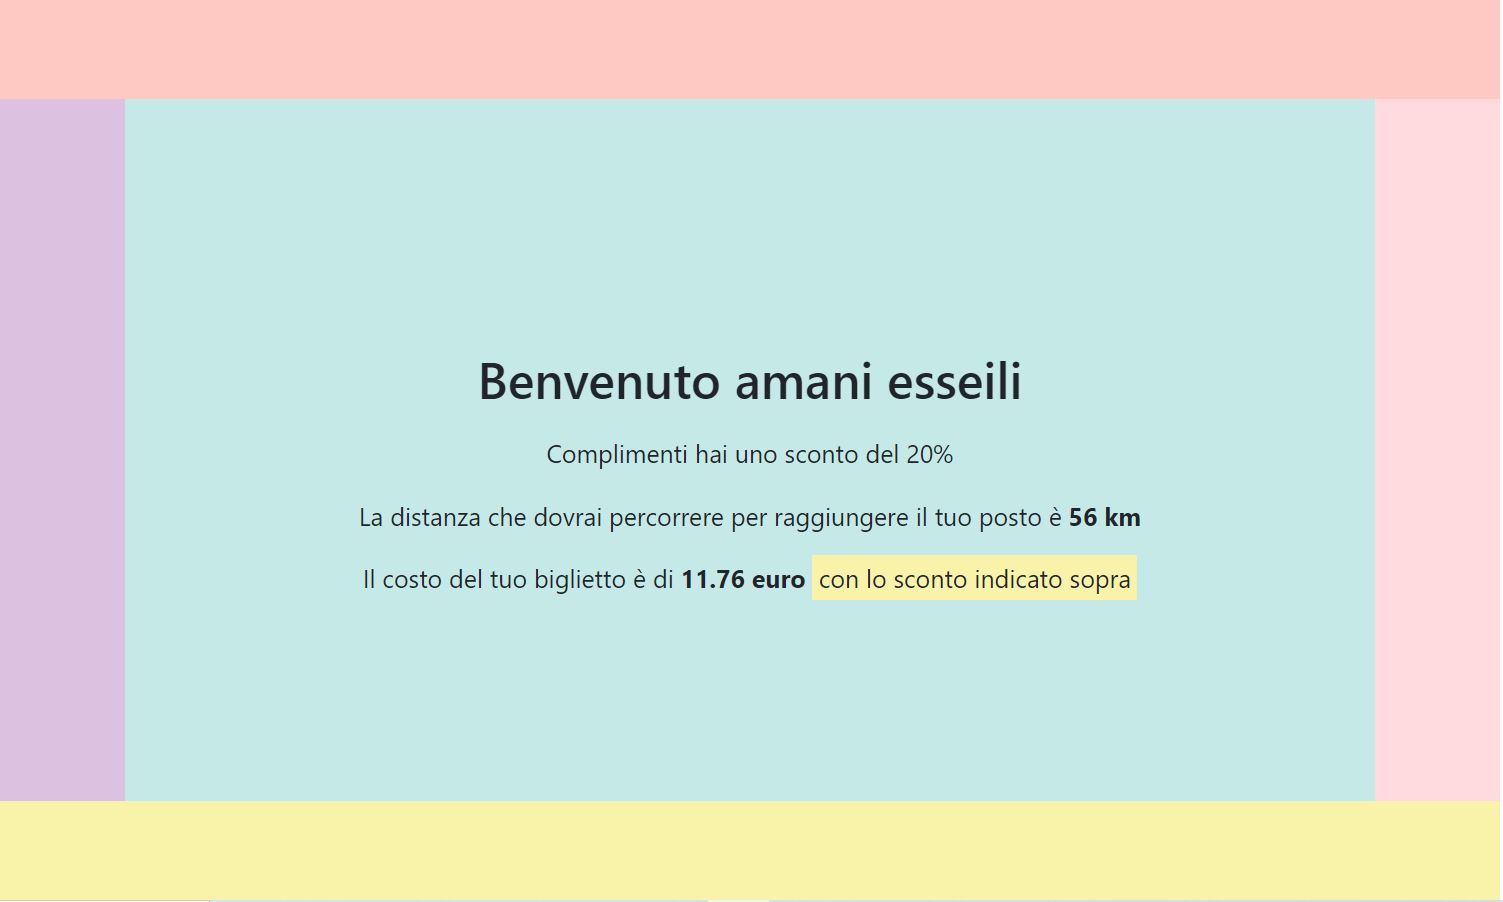 Benvenuto amani esseili
Complimenti hai uno sconto del 20%
La distanza che dovrai percorrere per raggiungere il tuo posto è 56 km
Il costo del tuo biglietto è di 11.76 euro con lo sconto indicato sopra